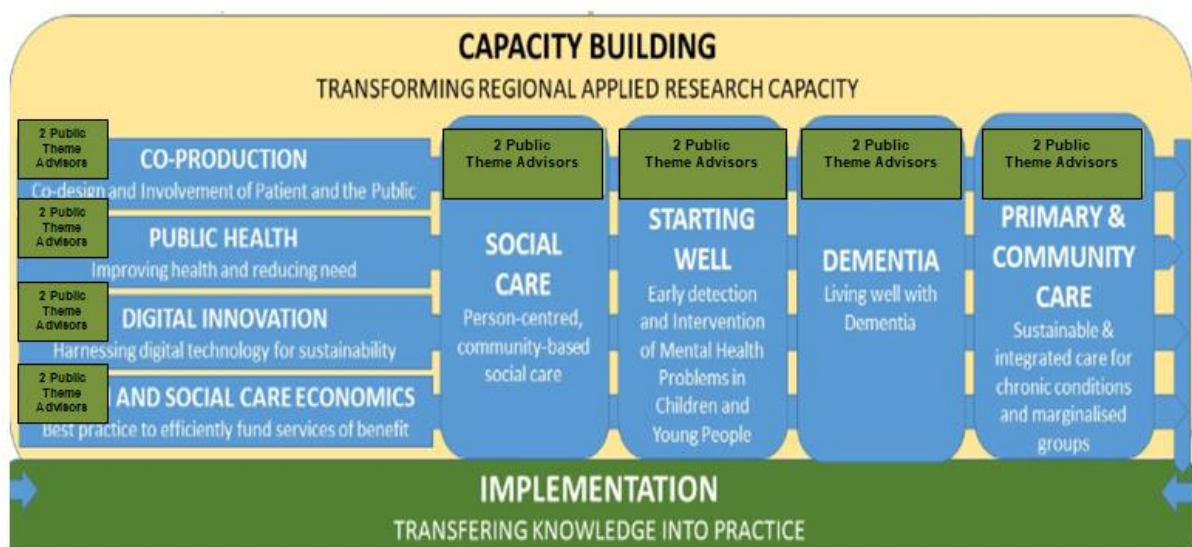 CAPACITY BUILDING
TRANSFORMING REGIONAL APPLIED RESEARCH CAPACITY
2 Public
Theme
Advisors
CO-PRODUCTION
Co-design and Involvement of Patient and the Public
2 Public
Theme
Advisors
PUBLIC HEALTH
Improving health and reducing need
2 Public
Theme
Advisors
DIGITAL INNOVATION
Harnessing digital technology for sustainability
2 Public
Theme
Advisors
AND SOCIAL CARE ECONOMICS
Best practice to efficiently fund services of benefit
2 Public
Theme Advisors
SOCIAL
CARE
Person-centred,
community-based
social care
2 Public
Theme Advisors
STARTING
WELL
Early detection
and Intervention
of Mental Health
Problems in
Children and
Young People
2 Public
Theme Advisors
DEMENTIA
Living well with
Dementia
2 Public
Theme Advisors
PRIMARY &
COMMUNITY
CARE
Sustainable &
integrated care for
chronic conditions
and marginalised
groups
IMPLEMENTATION
TRANSFERING KNOWLEDGE INTO PRACTICE